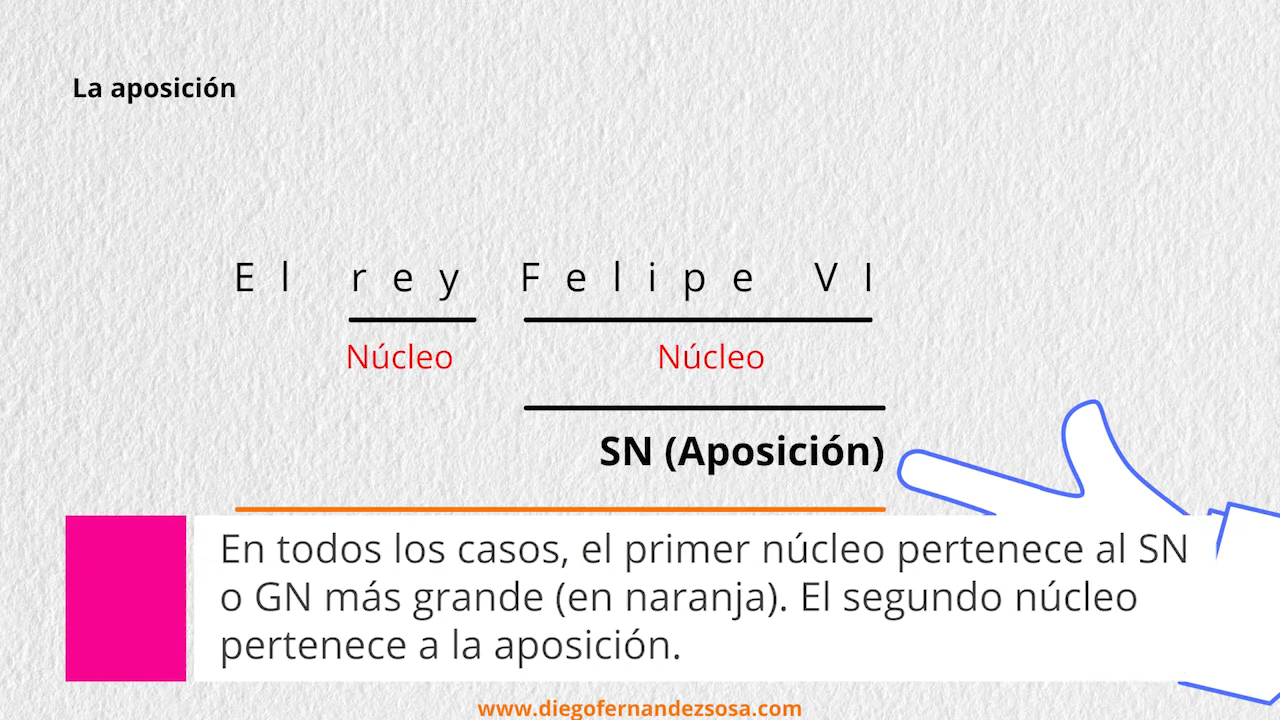 La aposición
El rey Felipe VI
Núcleo Núcleo
SN (Aposición)
En todos los casos, el primer núcleo pertenece al SN
o GN más grande (en naranja). El segundo núcleo
pertenece a la aposición.
www.diegofernandezsosa.com